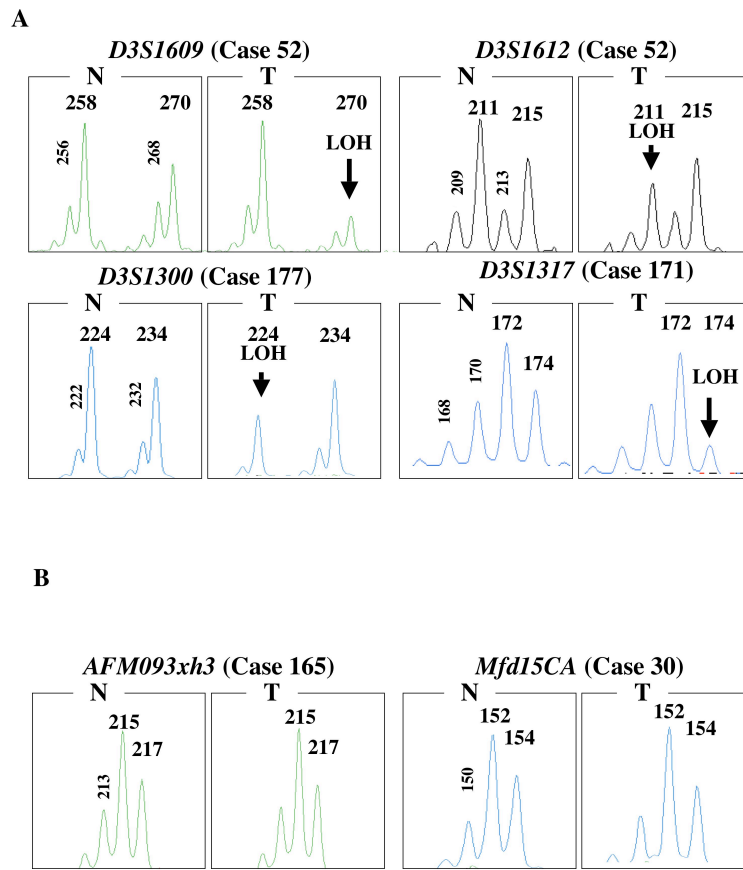 A
D3S1609 (Case 52)
N
T
258
270
258
270
256
268
LOH
D3S1612 (Case 52)
N
T
211
215
211
215
LOH
209
213
D3S1300 (Case 177)
N
T
224
234
224
234
LOH
222
232
D3S1317 (Case 171)
N
T
172
172
174
170
174
LOH
168
B
AFM093xh3 (Case 165)
N
T
215
215
217
217
213
Mfd15CA (Case 30)
N
T
152
152
154
154
150